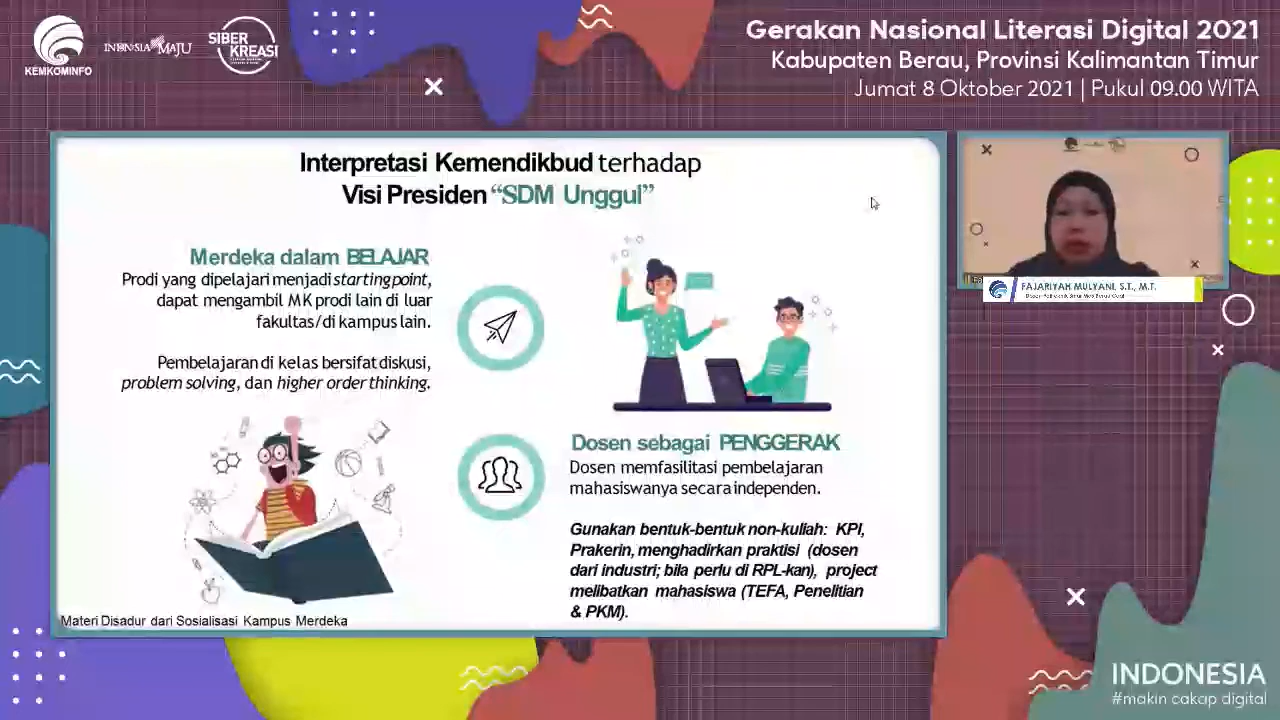 KEMKOMINFO
INDONESIA MAJU
SIBER
KREASI
Gerakan Nasional Literasi Digital 2021
Kabupaten Berau, Provinsi Kalimantan Timur
Jumat 8 Oktober 2021 | Pukul 09.00 WITA
Interpretasi Kemendikbud terhadap
Visi Presiden “SDM Unggul”
Merdeka dalam BELAJAR
Prodi yang dipelajari menjadi starting point,
dapat mengambil MK prodi lain di luar
fakultas/di kampus lain.
Pembelajaran di kelas bersifat diskusi,
problem solving, dan higher order thinking.
Dosen sebagai PENGGERAK
Dosen memfasilitasi pembelajaran
mahasiswanya secara independen.
Gunakan bentuk-bentuk non-kuliah: KPI,
Prakerin, menghadirkan praktisi (dosen
dari industri; bila perlu di RPL-kan), project
melibatkan mahasiswa (TEFA, Penelitian
& PKM).
Materi Disadur dari Sosialisasi Kampus Merdeka
FAJARIYAH MULYANI, S.T., M.T.
INDONESIA
#makin cakap digital